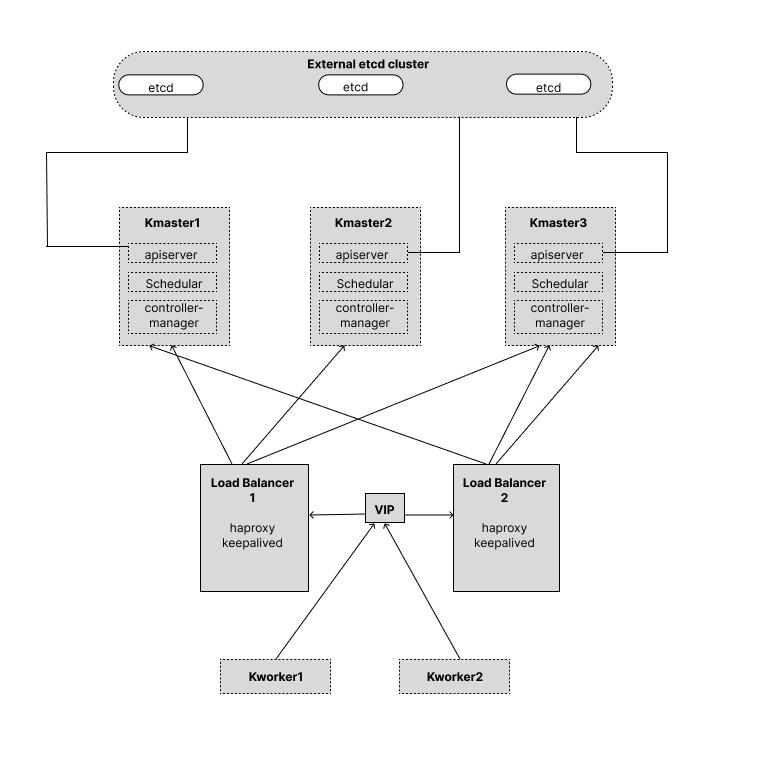 External etcd cluster
etcd
etcd
etcd
Kmaster1
apiserver
Schedular
controller-
manager
Kmaster2
apiserver
Schedular
controller-
manager
Kmaster3
apiserver
Schedular
controller-
manager
Load Balancer
1
haproxy
keepalived
VIP
Load Balancer
2
haproxy
keepalived
Kworker1
Kworker2